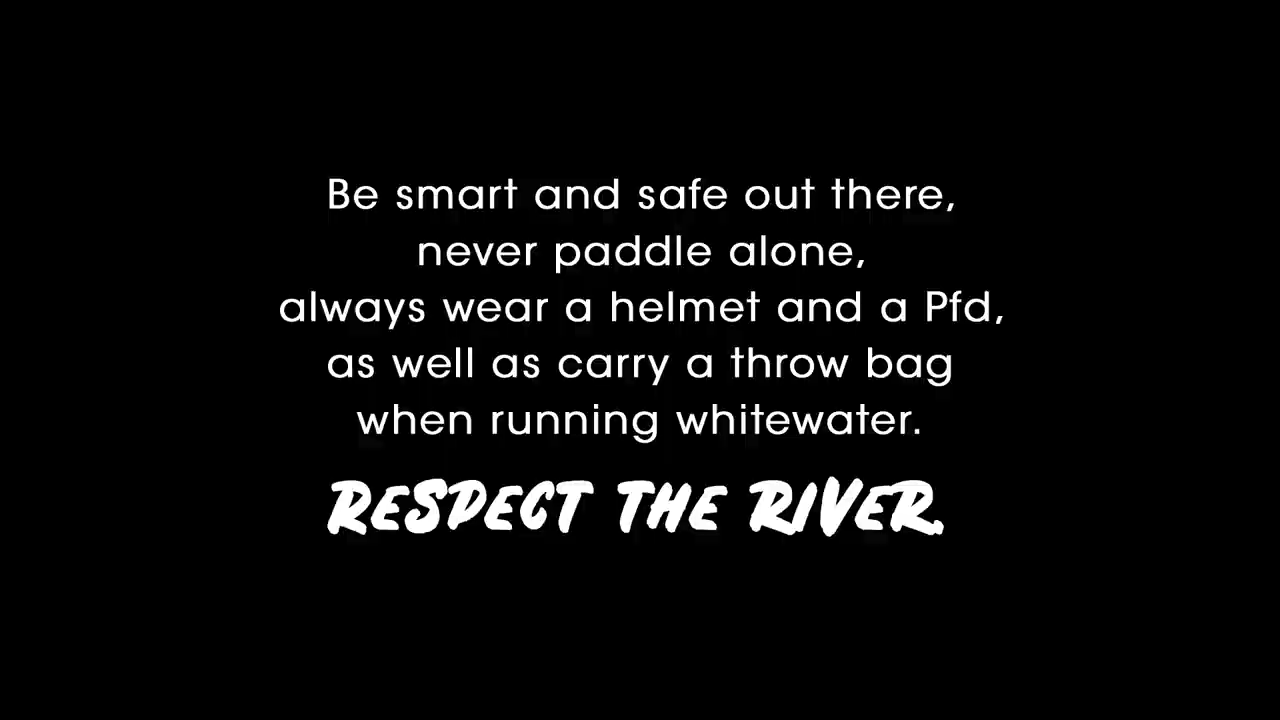 Be smart and safe out there,
never paddle alone,
always wear a helmet and a Pfd,
as well as carry a throw bag
when running whitewater.
RESPECT THE RIVER.